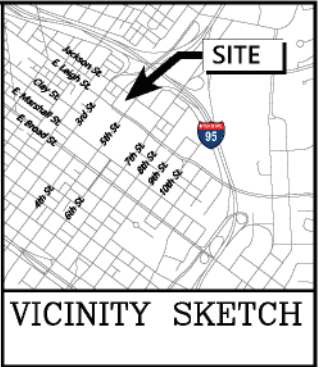 SITE
Jackson St.
E. Leigh St.
Clay St.
E. Marshall St.
E. Broad St.
3rd St.
5th St.
7th St.
8th St.
9th St.
10th St.
4th St.
6th St.
95
VICINITY SKETCH